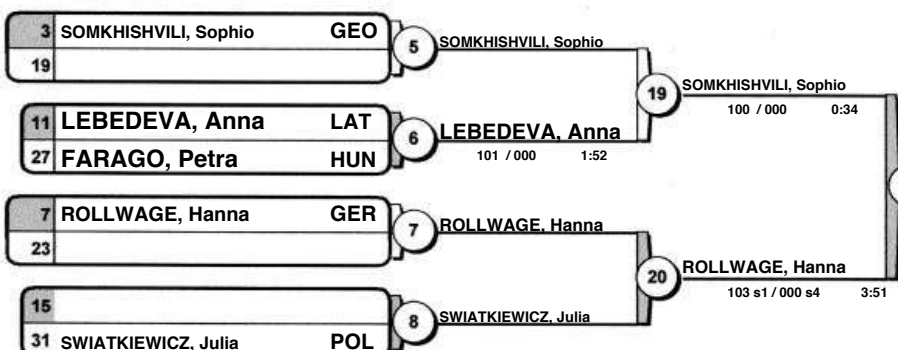 3 SOMKHISHVILI, Sophio GEO
19
5
SOMKHISHVILI, Sophio
11 LEBEDEVA, Anna LAT
27 FARAGO, Petra HUN
6
LEBEDEVA, Anna
101 / 000 1:52
19
SOMKHISHVILI, Sophio
100 / 000 0:34
7 ROLLWAGE, Hanna GER
23
7
ROLLWAGE, Hanna
15
31 SWIATKIEWICZ, Julia POL
8
SWIATKIEWICZ, Julia
20
ROLLWAGE, Hanna
103 s1 / 000 s4 3:51